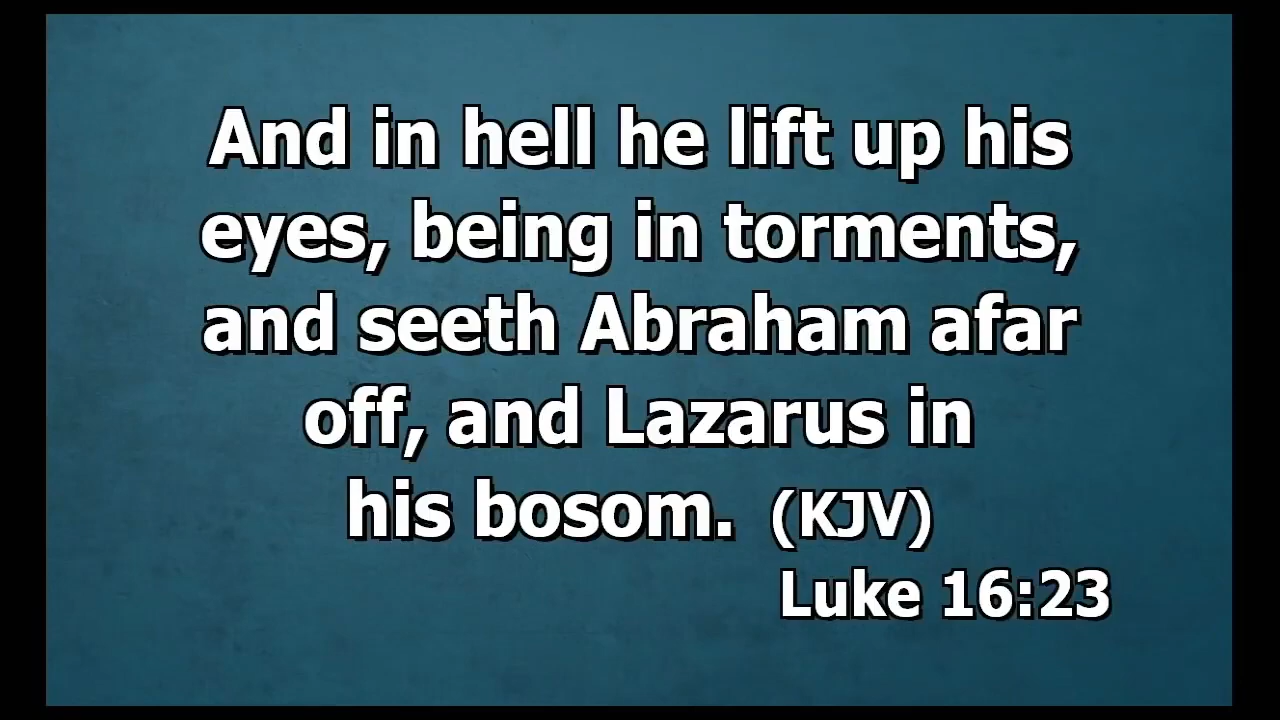 And in hell he lift up his
eyes, being in torments,
and seeth Abraham afar
off, and Lazarus in
his bosom. (KJV)
Luke 16:23